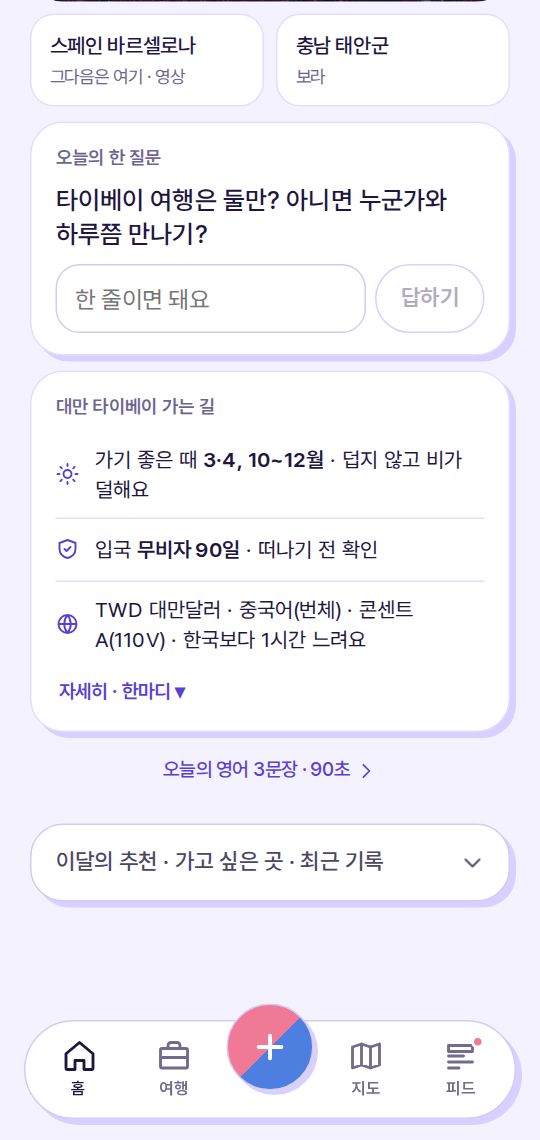 스페인 바르셀로나
그다음은 여기 · 영상
충남 태안군
보라
오늘의 한 질문
타이베이 여행은 둘만? 아니면 누군가와
하루쯤 만나기?
한 줄이면 돼요
답하기
대만 타이베이 가는 길
가기 좋은 때 3·4, 10~12월 · 덥지 않고 비가
덜해요
입국 무비자 90일 · 떠나기 전 확인
TWD 대만달러 · 중국어(번체) · 콘센트
A(110V) · 한국보다 1시간 느려요
자세히 · 한마디 ▾
오늘의 영어 3문장 · 90초
이달의 추천 · 가고 싶은 곳 · 최근 기록
홈
여행
지도
피드